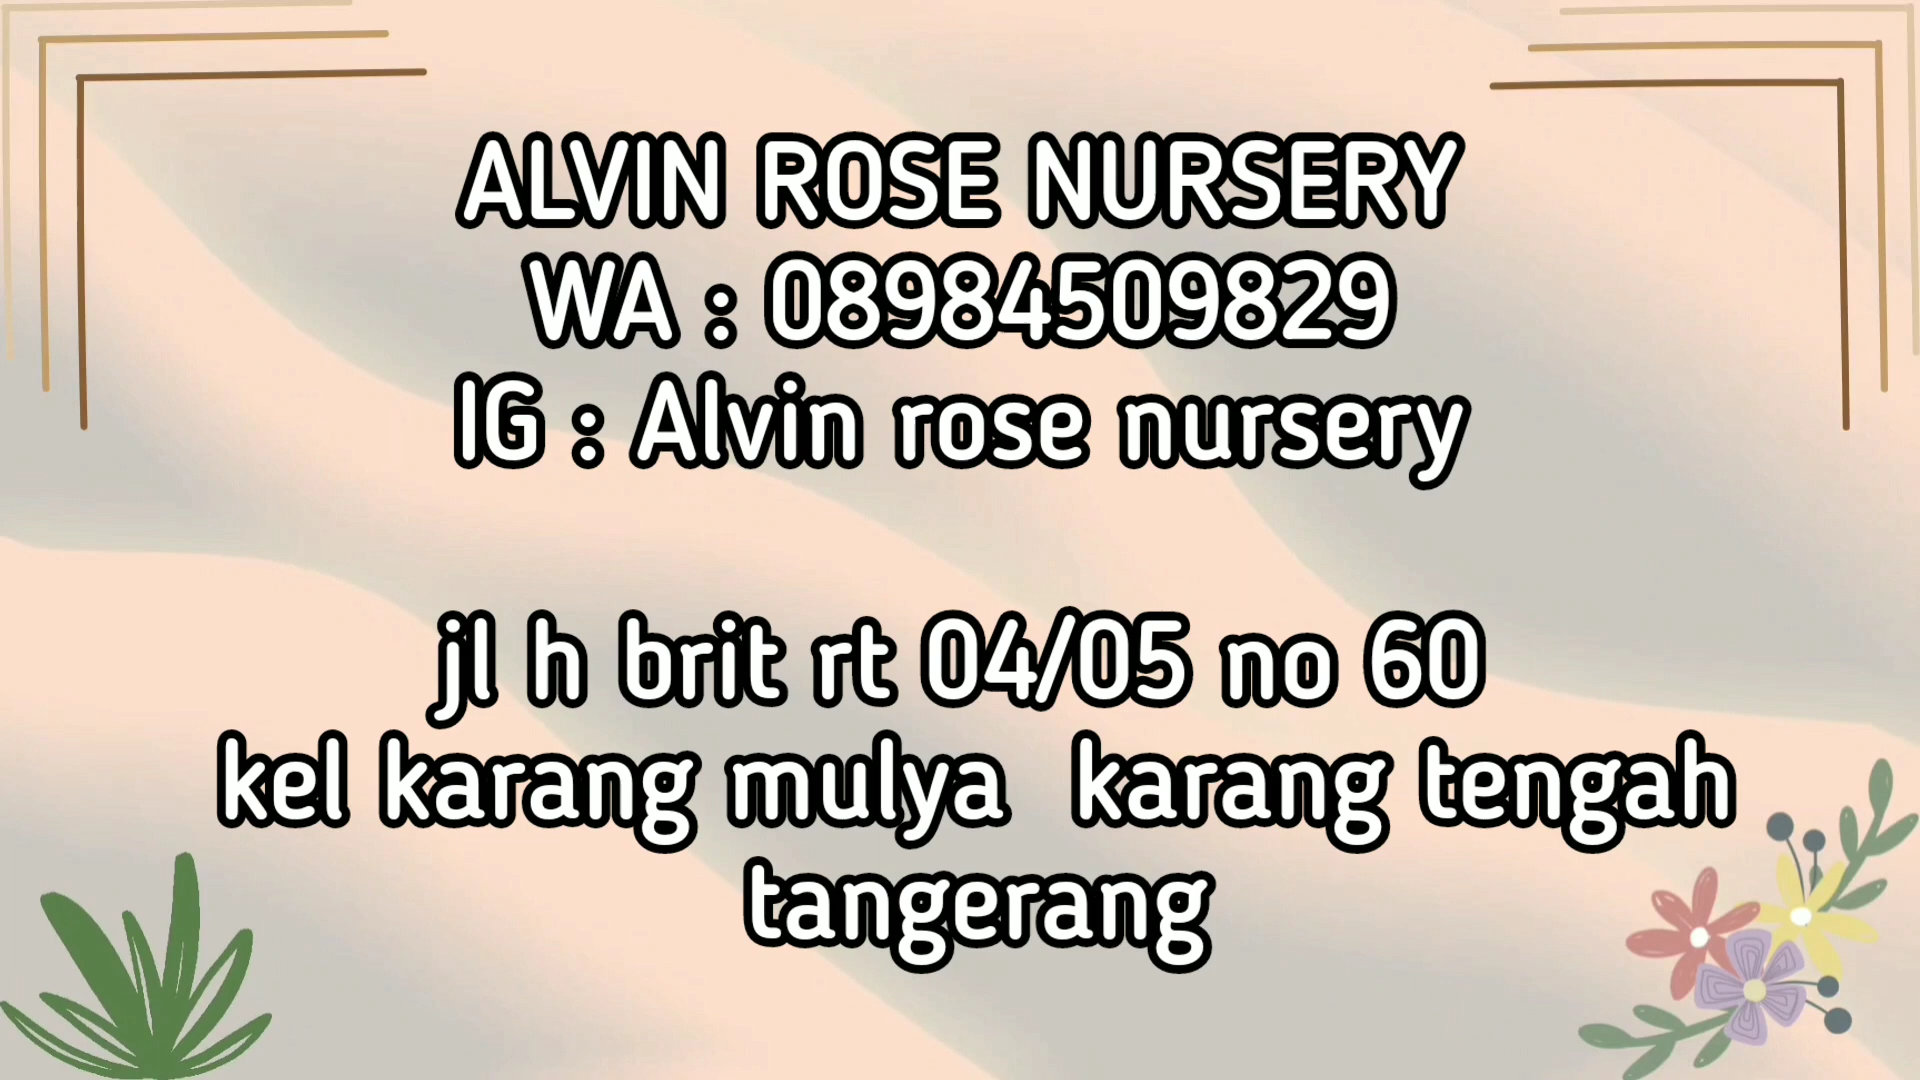 ALVIN ROSE NURSERY
WA : 08984509829
IG : Alvin rose nursery
jl h brit rt 04/05 no 60
kel karang mulya karang tengah
tangerang